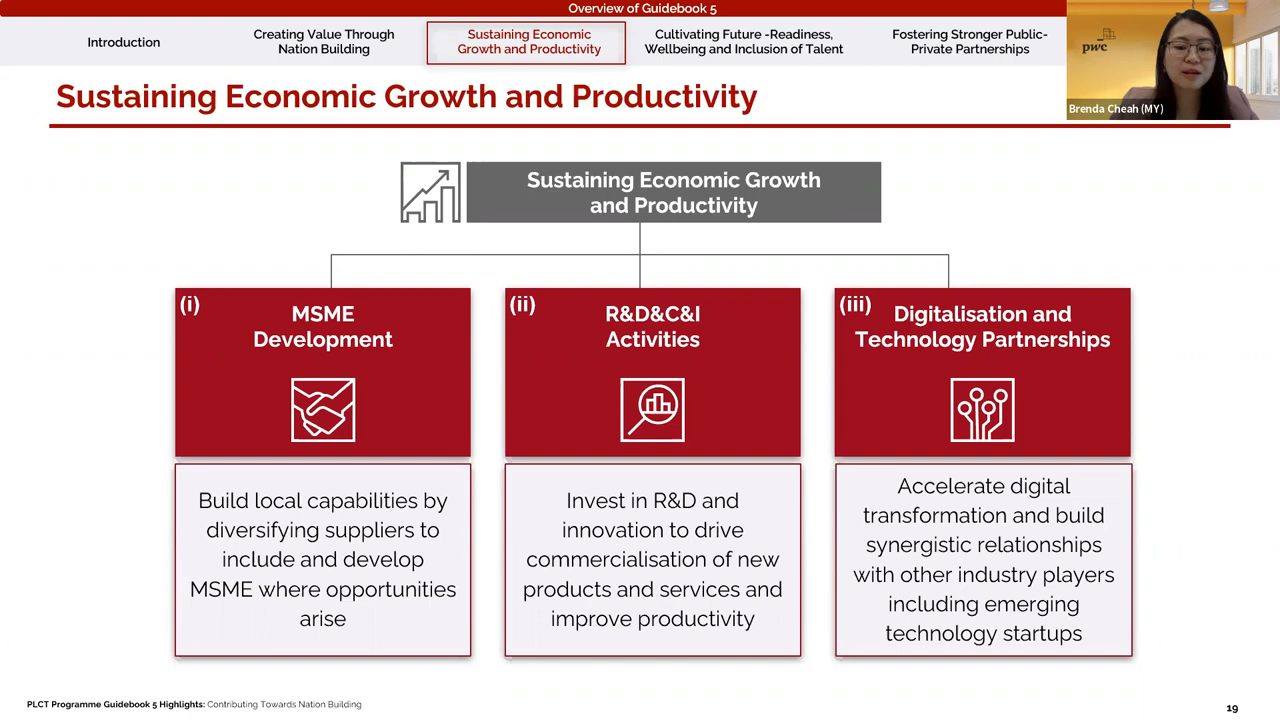 Overview of Guidebook 5
Introduction
Creating Value Through
Nation Building
Sustaining Economic
Growth and Productivity
Cultivating Future -Readiness,
Wellbeing and Inclusion of Talent
Fostering Stronger Public-
Private Partnerships
pwc
Brenda Cheah (MY)
Sustaining Economic Growth and Productivity
Sustaining Economic Growth
and Productivity
(i)
MSME
Development
(ii)
R&D&C&I
Activities
(iii)
Digitalisation and
Technology Partnerships
Build local capabilities by
diversifying suppliers to
include and develop
MSME where opportunities
arise
Invest in R&D and
innovation to drive
commercialisation of new
products and services and
improve productivity
Accelerate digital
transformation and build
synergistic relationships
with other industry players
including emerging
technology startups
PLCT Programme Guidebook 5 Highlights: Contributing Towards Nation Building
19